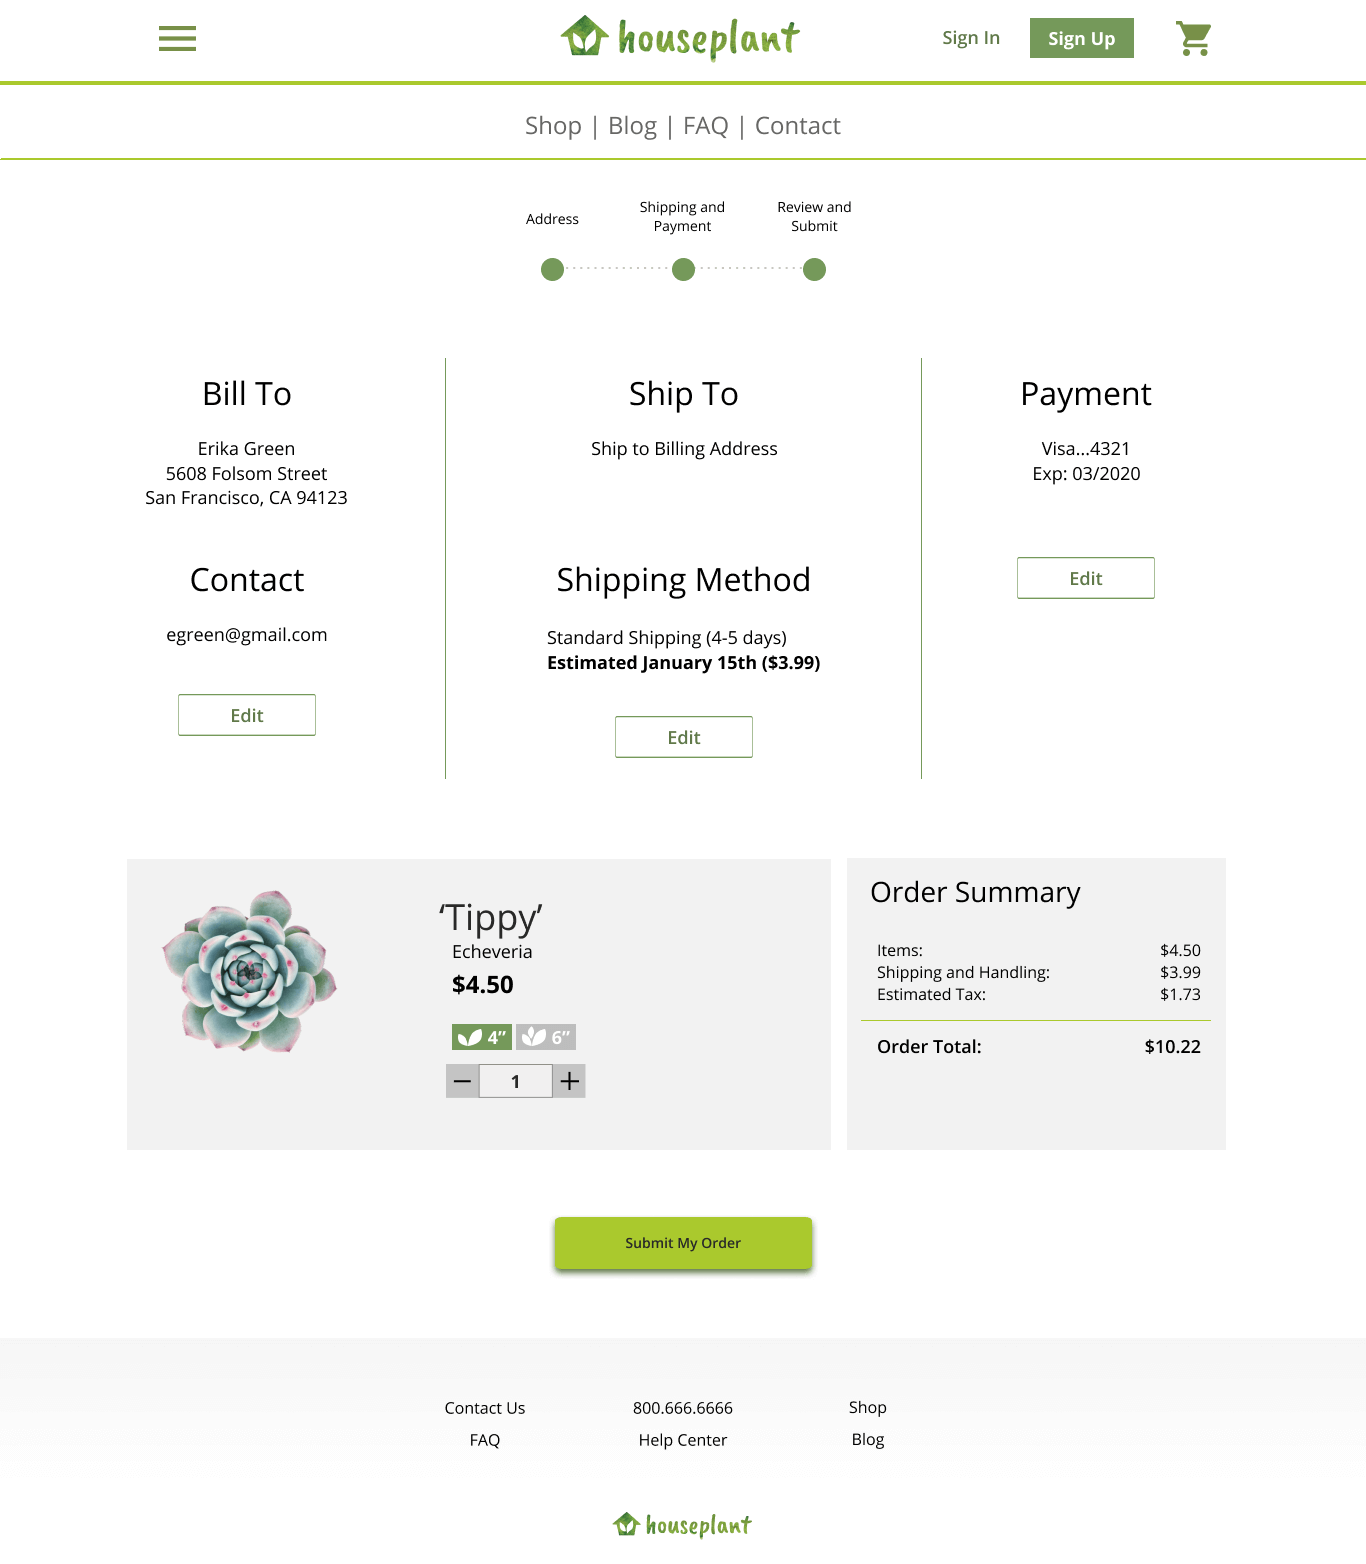 houseplant
Sign In
Sign Up
Shop | Blog | FAQ | Contact
Address
Shipping and
Payment
Review and
Submit
Bill To
Erika Green
5608 Folsom Street
San Francisco, CA 94123
Contact
egreen@gmail.com
Edit
Ship To
Ship to Billing Address
Shipping Method
Standard Shipping (4-5 days)
Estimated January 15th ($3.99)
Edit
Payment
Visa...4321
Exp: 03/2020
Edit
‘Tippy’
Echeveria
$4.50
4” 6”
1
Order Summary
Items: $4.50
Shipping and Handling: $3.99
Estimated Tax: $1.73
Order Total: $10.22
Submit My Order
Contact Us 800.666.6666 Shop
FAQ Help Center Blog
houseplant